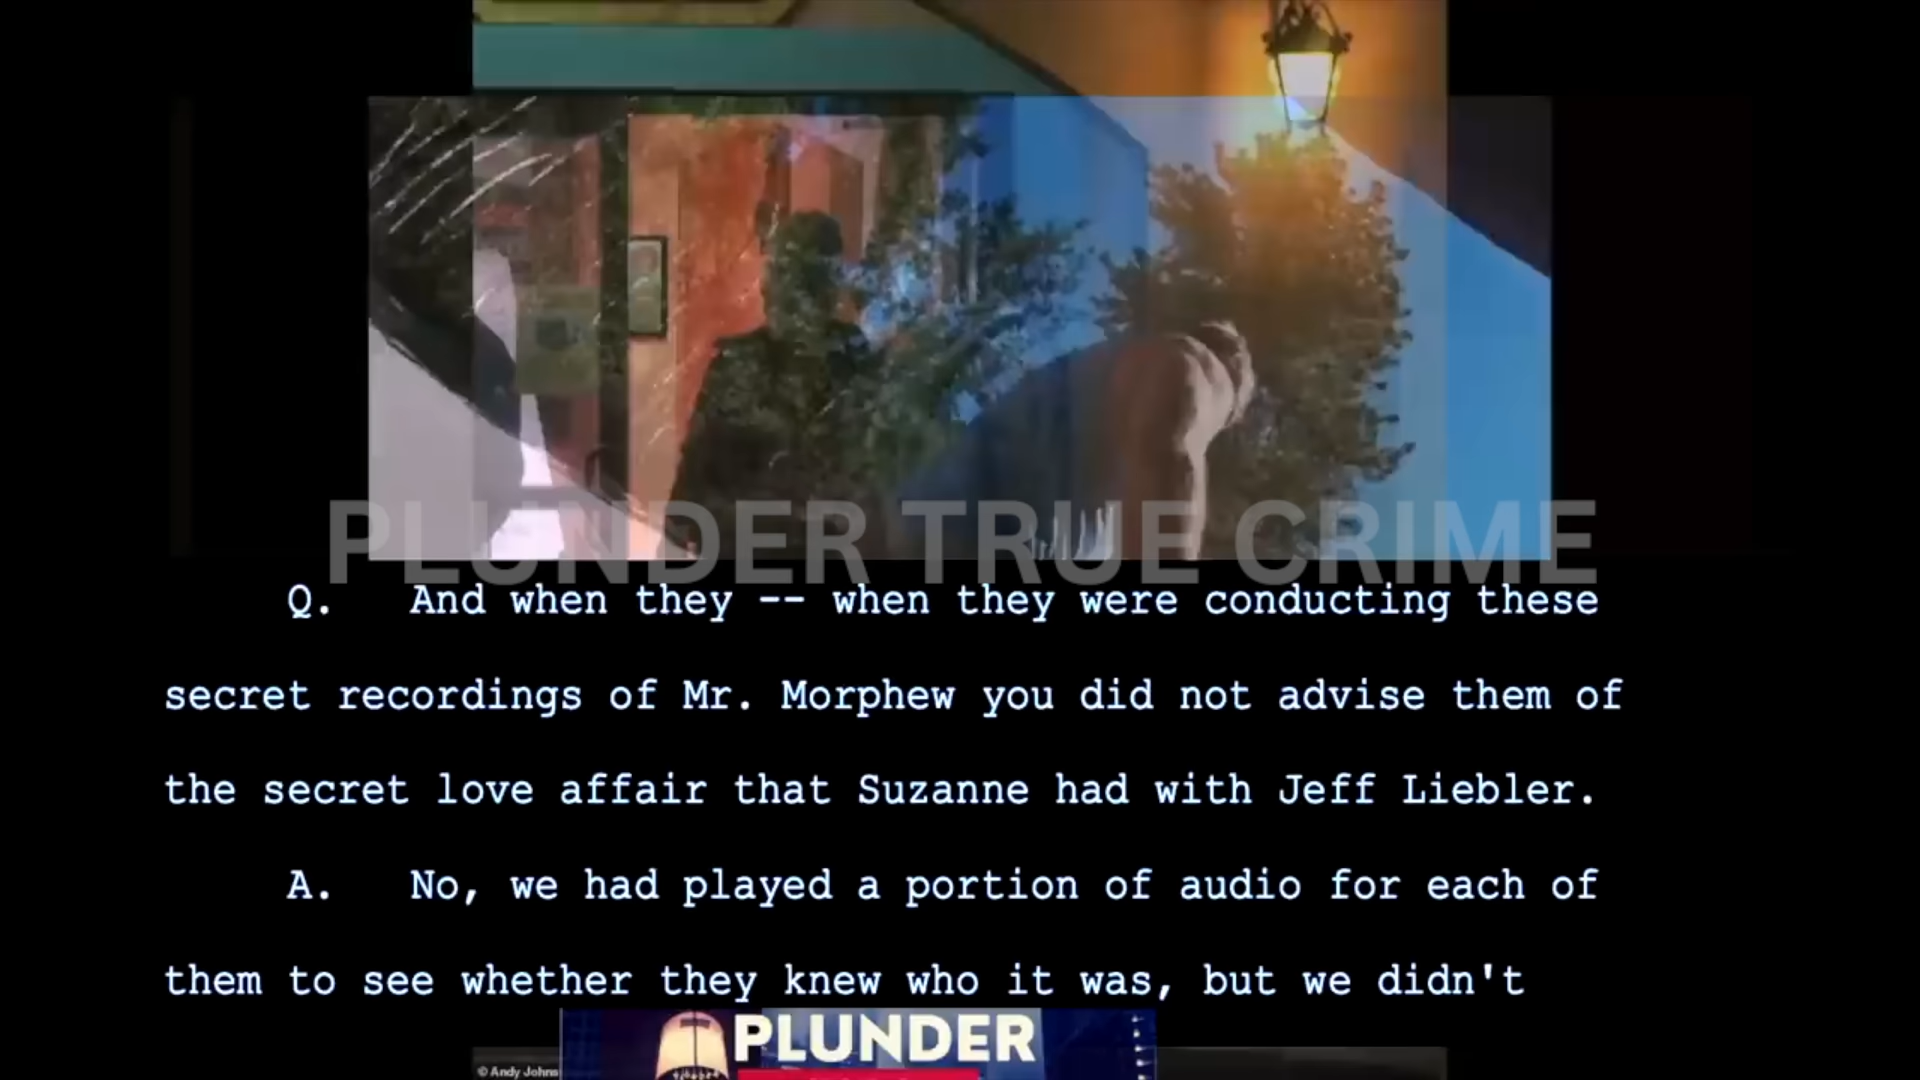 PLUNDER TRUE CRIME
Q. And when they -- when they were conducting these
secret recordings of Mr. Morphew you did not advise them of
the secret love affair that Suzanne had with Jeff Liebler.
A. No, we had played a portion of audio for each of
them to see whether they knew who it was, but we didn't
PLUNDER
© Andy Johns